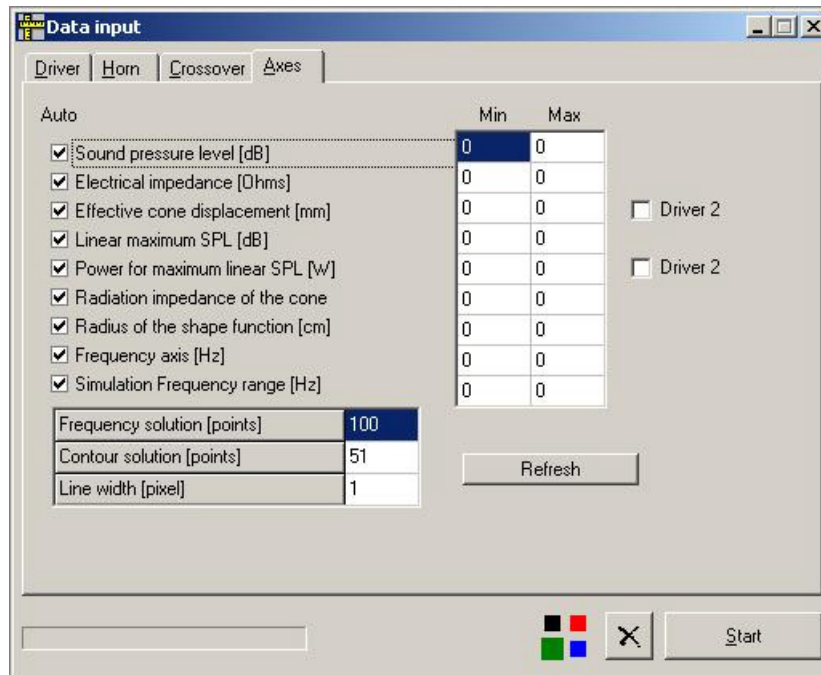 Data input
Driver Horn Crossover Axes
Auto Min Max
Sound pressure level [dB] 0 0
Electrical impedance [Ohms] 0 0
Effective cone displacement [mm] 0 0 Driver 2
Linear maximum SPL [dB] 0 0
Power for maximum linear SPL [W] 0 0 Driver 2
Radiation impedance of the cone 0 0
Radius of the shape function [cm] 0 0
Frequency axis [Hz] 0 0
Simulation Frequency range [Hz] 0 0
Frequency solution [points] 100
Contour solution [points] 51
Line width [pixel] 1
Refresh
Start